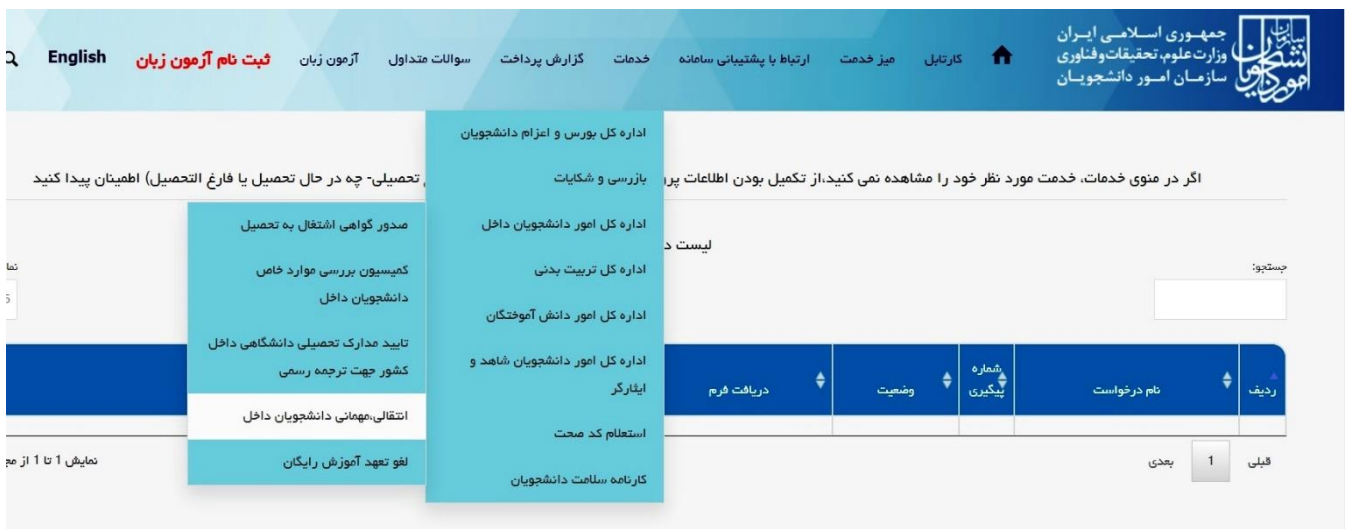 جمهوری اسلامی ایران
وزارت علوم، تحقیقات و فناوری
سازمان امور دانشجویان
سازمان
امور دانشجویان
کارتابل
میز خدمت
ارتباط با پشتیبانی سامانه
خدمات
گزارش پرداخت
سوالات متداول
آزمون زبان
ثبت نام آزمون زبان
English
اداره کل بورس و اعزام دانشجویان
بازرسی و شکایات
اداره کل امور دانشجویان داخل
اداره کل تربیت بدنی
اداره کل امور دانش آموختگان
اداره کل امور دانشجویان شاهد و
ایثارگر
استعلام کد صحت
کارنامه سلامت دانشجویان
صدور گواهی اشتغال به تحصیل
کمیسیون بررسی موارد خاص
دانشجویان داخل
تایید مدارک تحصیلی دانشگاهی داخل
کشور جهت ترجمه رسمی
انتقالی،مهمانی دانشجویان داخل
لغو تعهد آموزش رایگان
اگر در منوی خدمات، خدمت مورد نظر خود را مشاهده نمی کنید،از تکمیل بودن اطلاعات تحصیلی- چه در حال تحصیل یا فارغ التحصیل) اطمینان پیدا کنید
لیست
جستجو:
ردیف
نام درخواست
شماره
پیگیری
وضعیت
دریافت فرم
قبلی
1
بعدی
نمایش 1 تا 1 از